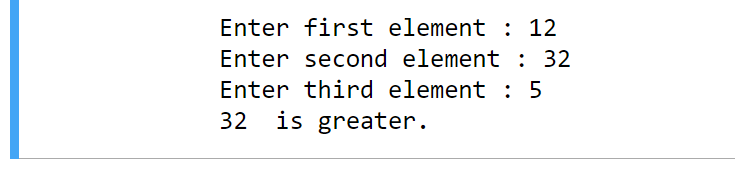 Enter first element : 12
Enter second element : 32
Enter third element : 5
32  is greater.